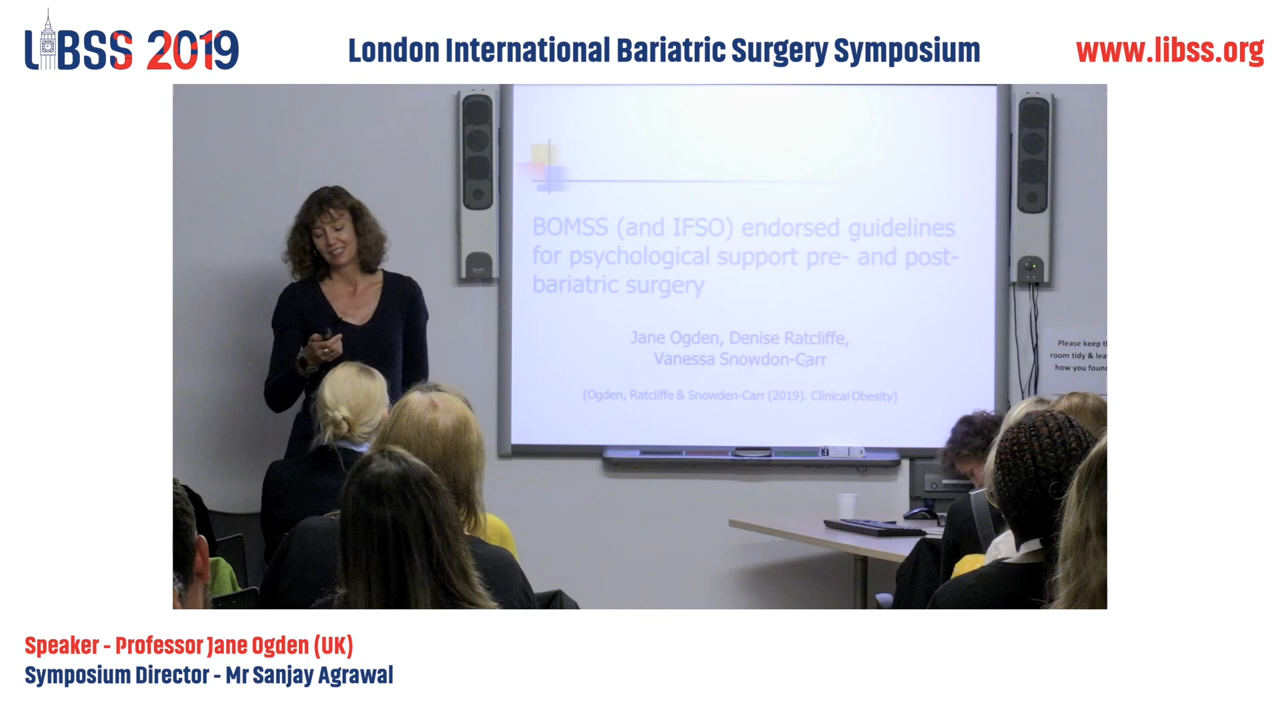 LIBSS 2019
London International Bariatric Surgery Symposium
www.libss.org
BOMSS (and IFSO) endorsed guidelines
for psychological support pre- and post-
bariatric surgery
Jane Ogden, Denise Ratcliffe,
Vanessa Snowdon-Carr
(Ogden, Ratcliffe & Snowden-Carr (2019). Clinical Obesity)
Please keep
room tidy & lea
how you foun
Speaker - Professor Jane Ogden (UK)
Symposium Director - Mr Sanjay Agrawal